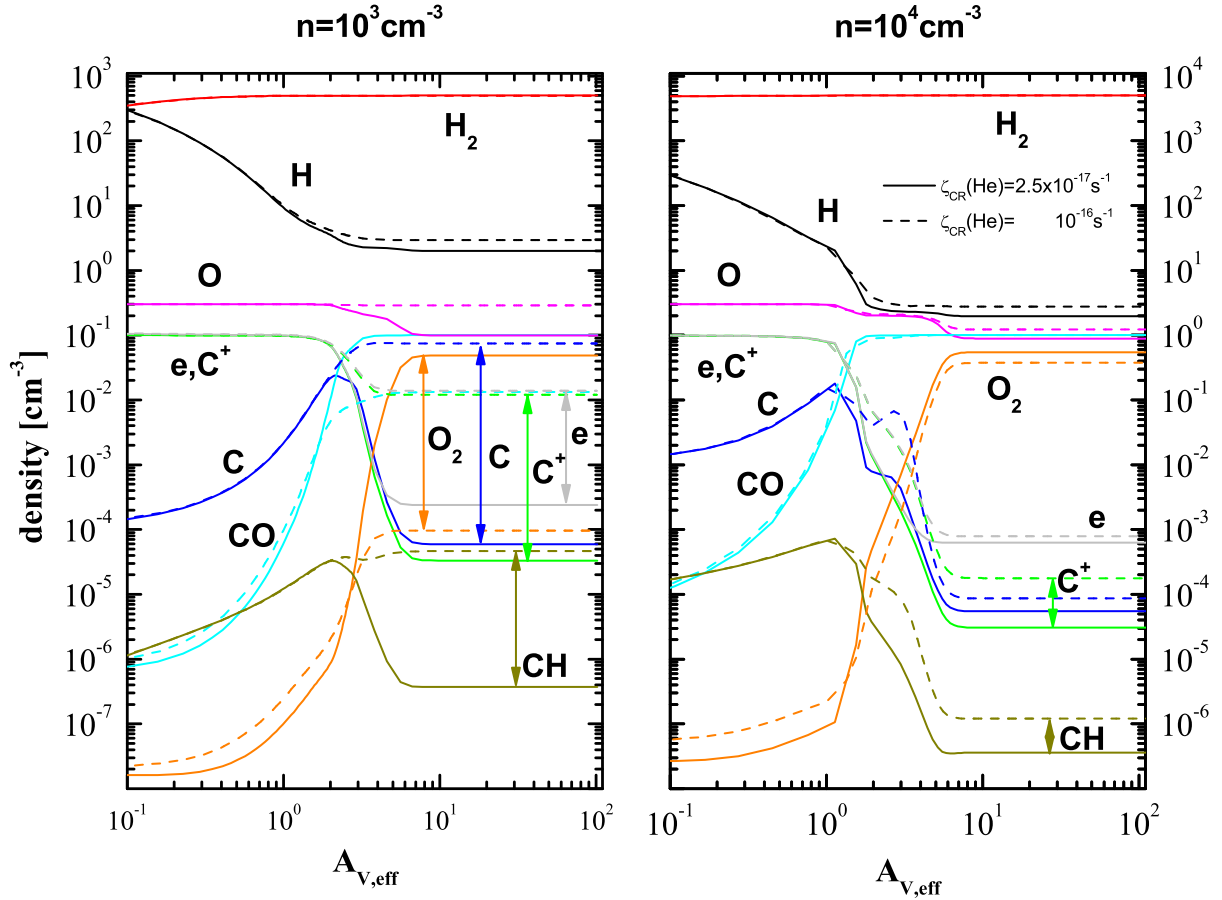 n=10³cm⁻³
n=10⁴cm⁻³
density [cm⁻³]
10³
10²
10¹
10⁰
10⁻¹
10⁻²
10⁻³
10⁻⁴
10⁻⁵
10⁻⁶
10⁻⁷
H₂
H
O
e,C⁺
C
CO
O₂
C
C⁺
e
CH
10⁻¹ 10⁰ 10¹ 10²
A_V,eff
H₂
ζ_CR(He)=2.5x10⁻¹⁷s⁻¹
ζ_CR(He)= 10⁻¹⁶s⁻¹
H
O
e,C⁺
C
CO
O₂
e
C⁺
CH
10⁴
10³
10²
10¹
10⁰
10⁻¹
10⁻²
10⁻³
10⁻⁴
10⁻⁵
10⁻⁶
10⁻¹ 10⁰ 10¹ 10²
A_V,eff